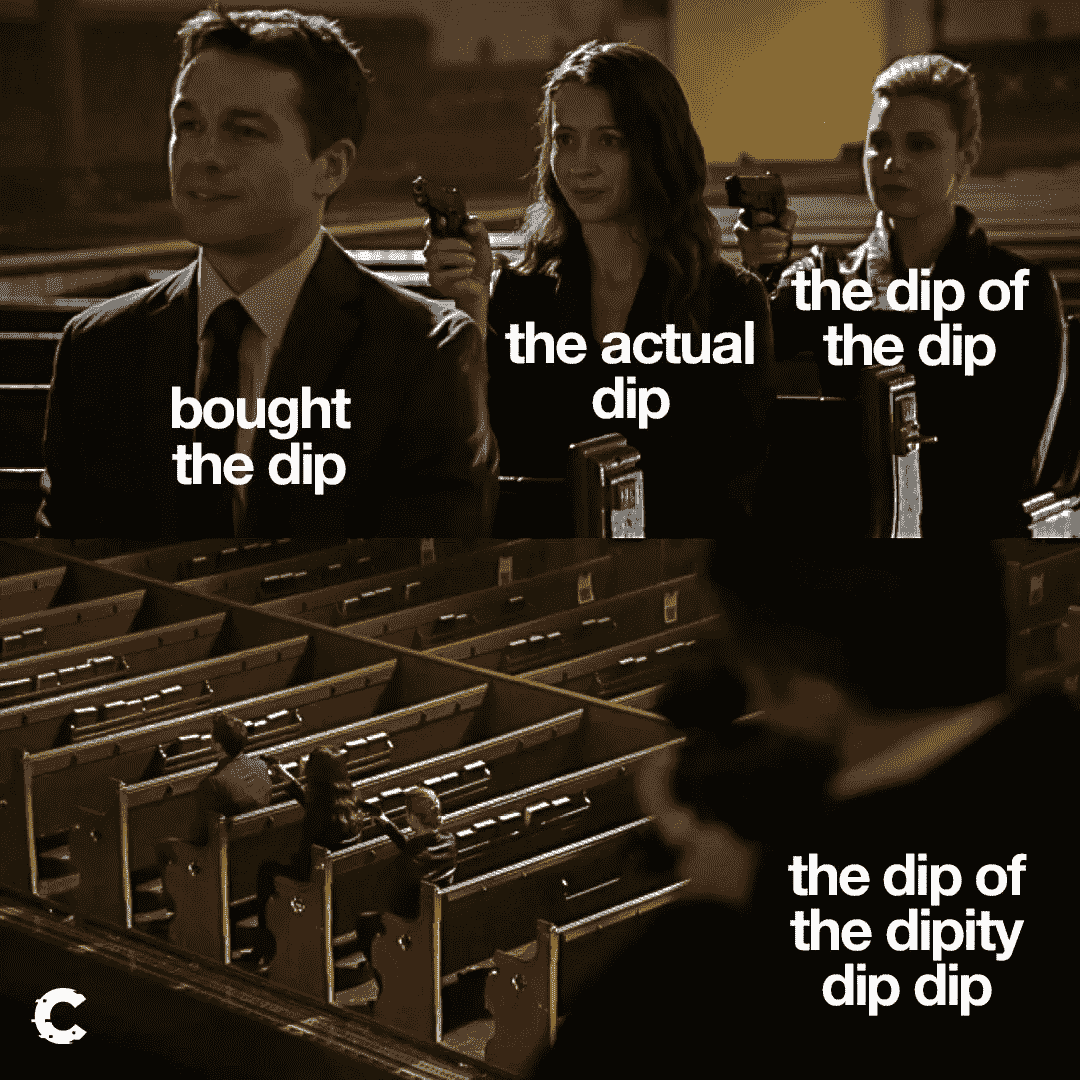 bought
the dip
the actual
dip
the dip of
the dip
the dip of
the dipity
dip dip
C